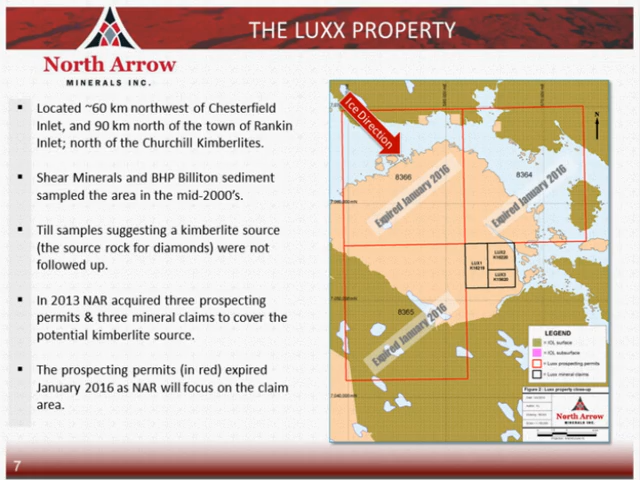 THE LUXX PROPERTY
North Arrow
MINERALS INC.
Located ~60 km northwest of Chesterfield
Inlet, and 90 km north of the town of Rankin
Inlet; north of the Churchill Kimberlites.
Shear Minerals and BHP Billiton sediment
sampled the area in the mid-2000's.
Till samples suggesting a kimberlite source
(the source rock for diamonds) were not
followed up.
In 2013 NAR acquired three prospecting
permits & three mineral claims to cover the
potential kimberlite source.
The prospecting permits (in red) expired
January 2016 as NAR will focus on the claim
area.
Ice Direction
N
8366
Expired January 2016
8364
Expired January 2016
LUX1
LUX2
LUX3
8365
Expired January 2016
LEGEND
= IOL surface
= IOL subsurface
= Luxx prospecting permits
= Luxx mineral claims
Figure 2: Luxx property close-up
North Arrow
MINERALS INC.
7